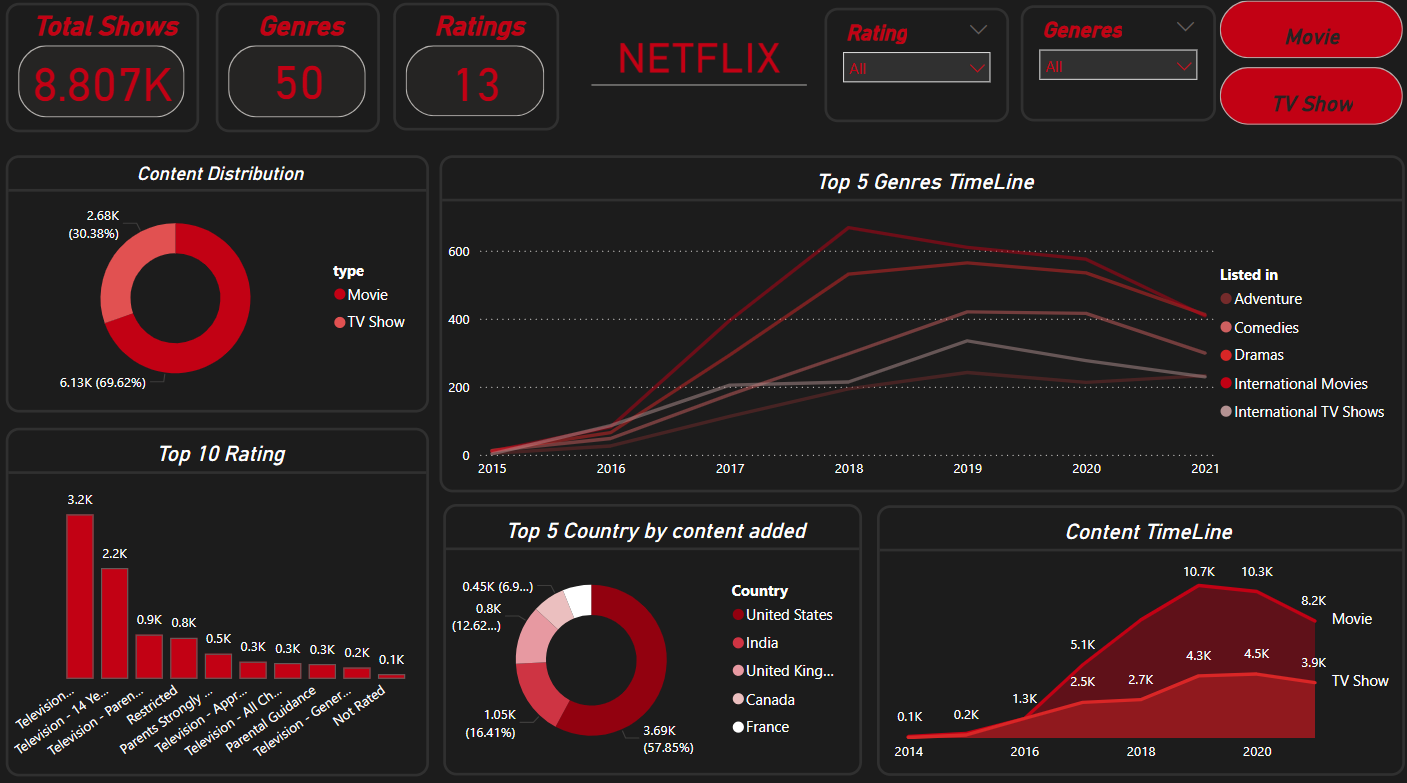 Total Shows
8.807K
Genres
50
Ratings
13
NETFLIX
Rating
All
Generes
All
Movie
TV Show
Content Distribution
2.68K
(30.38%)
6.13K (69.62%)
type
Movie
TV Show
Top 5 Genres TimeLine
600
400
200
0
2015 2016 2017 2018 2019 2020 2021
Listed in
Adventure
Comedies
Dramas
International Movies
International TV Shows
Top 10 Rating
3.2K
2.2K
0.9K
0.8K
0.5K
0.3K
0.3K
0.3K
0.2K
0.1K
Television...
Television - 14 Ye...
Television - Paren...
Restricted
Parents Strongly ...
Television - Appr...
Television - All Ch...
Parental Guidance
Television - Gener...
Not Rated
Top 5 Country by content added
0.45K (6.9...)
0.8K
(12.62...)
1.05K
(16.41%)
3.69K
(57.85%)
Country
United States
India
United King...
Canada
France
Content TimeLine
10.7K
10.3K
8.2K
Movie
5.1K
4.3K
4.5K
3.9K
TV Show
2.5K
2.7K
1.3K
0.1K
0.2K
2014 2016 2018 2020